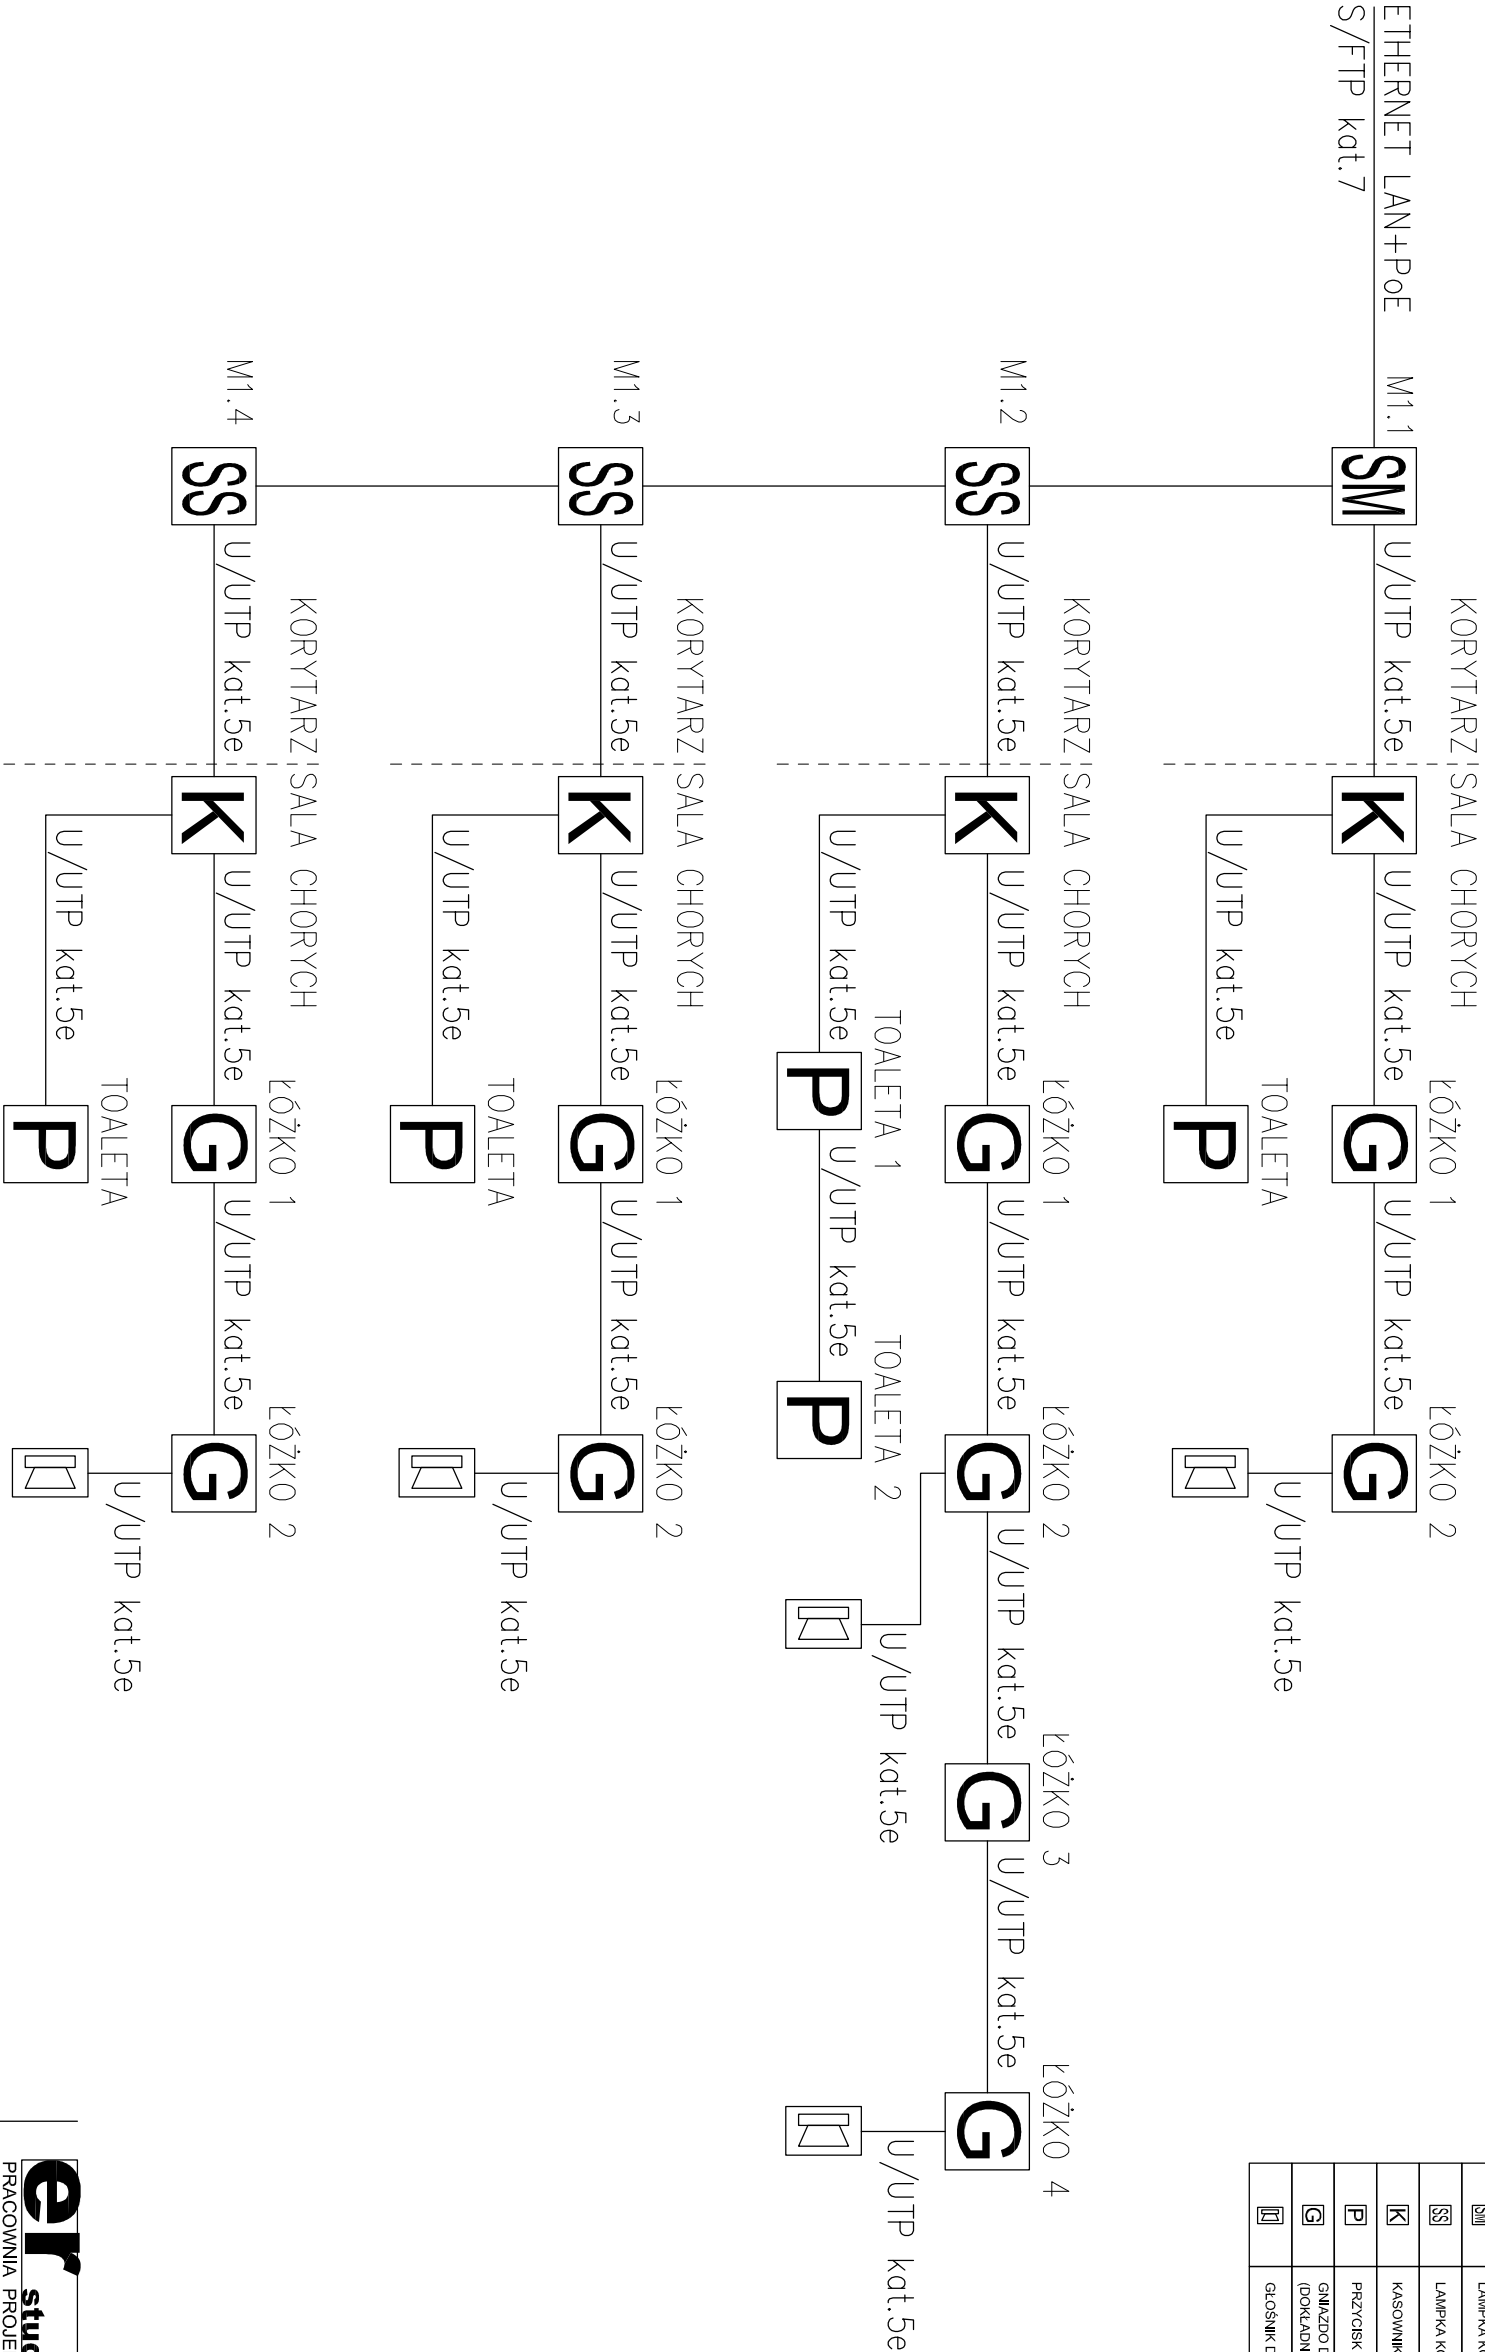 ETHERNET LAN+PoE
S/FTP kat.7
M1.1
SM
U/UTP kat.5e
KORYTARZ
SALA CHORYCH
K
U/UTP kat.5e
ŁÓŻKO 1
G
U/UTP kat.5e
ŁÓŻKO 2
G
U/UTP kat.5e
TOALETA
P
U/UTP kat.5e
M1.2
SS
U/UTP kat.5e
KORYTARZ
SALA CHORYCH
K
U/UTP kat.5e
ŁÓŻKO 1
G
U/UTP kat.5e
ŁÓŻKO 2
G
U/UTP kat.5e
ŁÓŻKO 3
G
U/UTP kat.5e
ŁÓŻKO 4
G
U/UTP kat.5e
TOALETA 1
P
U/UTP kat.5e
TOALETA 2
P
U/UTP kat.5e
U/UTP kat.5e
M1.3
SS
U/UTP kat.5e
KORYTARZ
SALA CHORYCH
K
U/UTP kat.5e
ŁÓŻKO 1
G
U/UTP kat.5e
ŁÓŻKO 2
G
U/UTP kat.5e
TOALETA
P
U/UTP kat.5e
M1.4
SS
U/UTP kat.5e
KORYTARZ
SALA CHORYCH
K
U/UTP kat.5e
ŁÓŻKO 1
G
U/UTP kat.5e
ŁÓŻKO 2
G
U/UTP kat.5e
TOALETA
P
U/UTP kat.5e
SM LAMPKA
SS LAMPKA
K KASOWNIK
P PRZYCISK
G GNIAZDO
GŁOŚNIK
er
PRACOWNIA